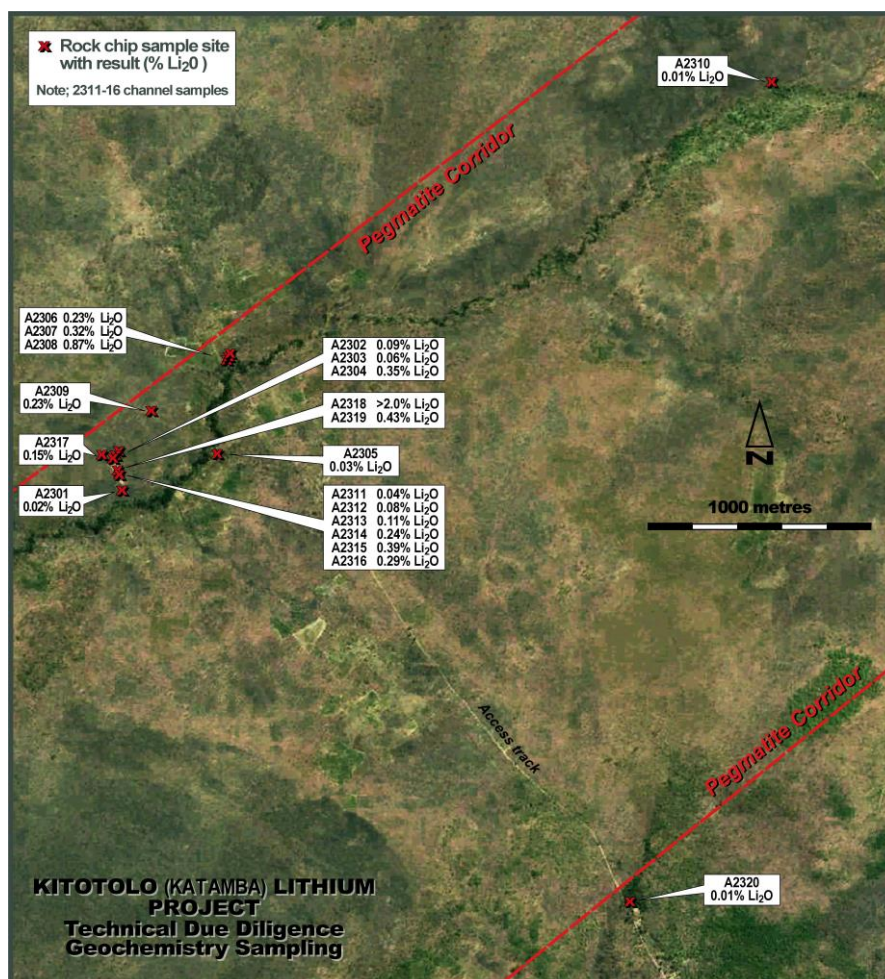 Rock chip sample site
with result (% Li₂0 )
Note; 2311-16 channel samples
A2310
0.01% Li₂O
Pegmatite Corridor
A2306 0.23% Li₂O
A2307 0.32% Li₂O
A2308 0.87% Li₂O
A2302 0.09% Li₂O
A2303 0.06% Li₂O
A2304 0.35% Li₂O
A2309
0.23% Li₂O
A2318 >2.0% Li₂O
A2319 0.43% Li₂O
A2317
0.15% Li₂O
A2305
0.03% Li₂O
A2301
0.02% Li₂O
A2311 0.04% Li₂O
A2312 0.08% Li₂O
A2313 0.11% Li₂O
A2314 0.24% Li₂O
A2315 0.39% Li₂O
A2316 0.29% Li₂O
N
1000 metres
Access track
Pegmatite Corridor
A2320
0.01% Li₂O
KITOTOLO (KATAMBA) LITHIUM
PROJECT
Technical Due Diligence
Geochemistry Sampling